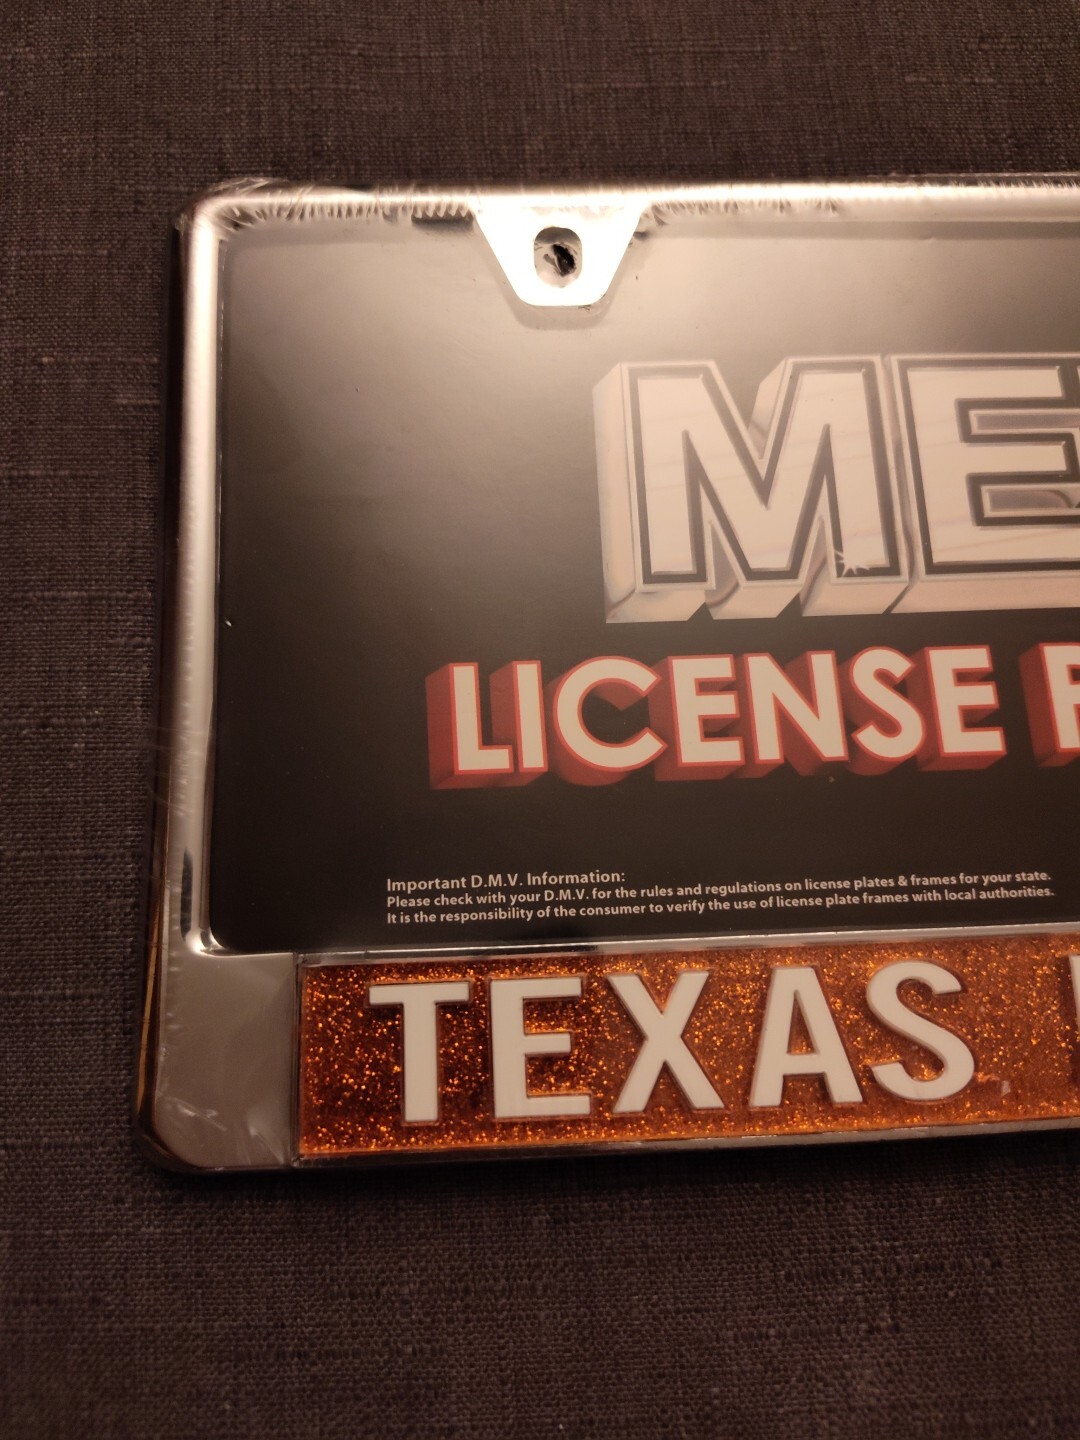 ME
LICENSE
Important D.M.V. Information:
Please check with your D.M.V. for the rules and regulations on license plates & frames for your state.
It is the responsibility of the consumer to verify the use of license plate frames with local authorities.
TEXAS